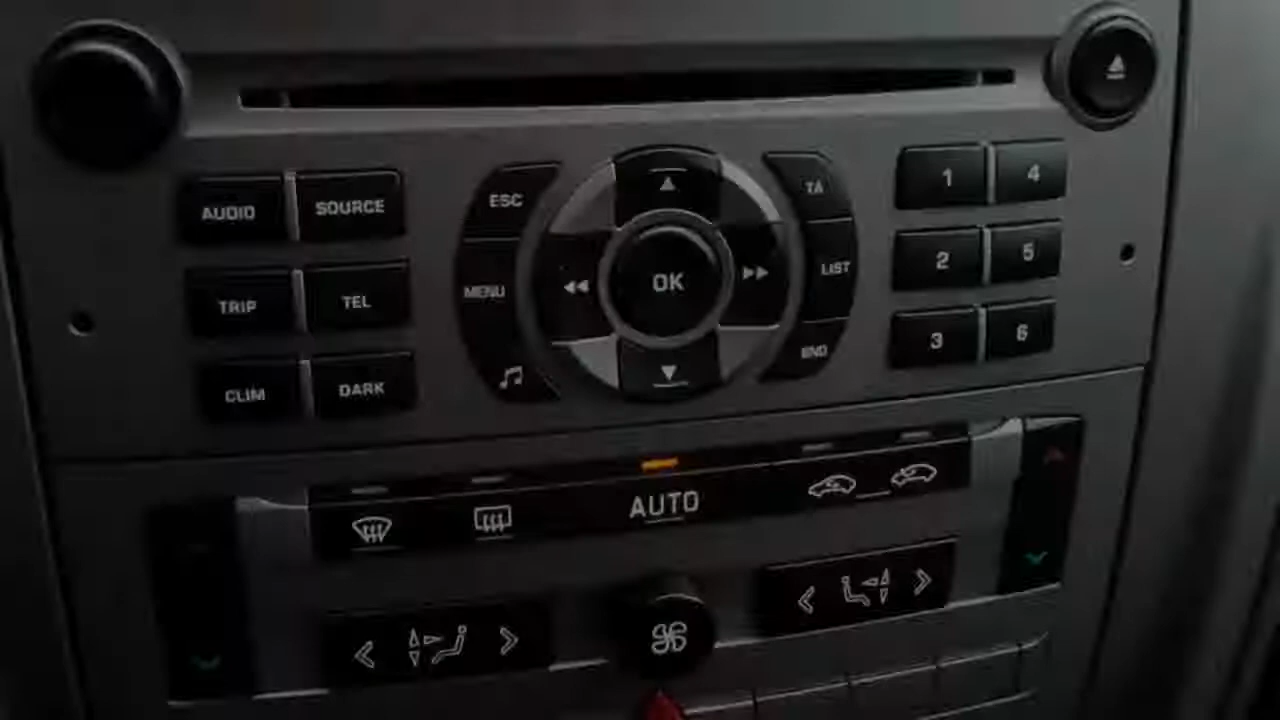 AUDIO SOURCE ESC TA 1 4
TRIP TEL MENU OK LIST 2 5
CLIM DARK END 3 6
AUTO